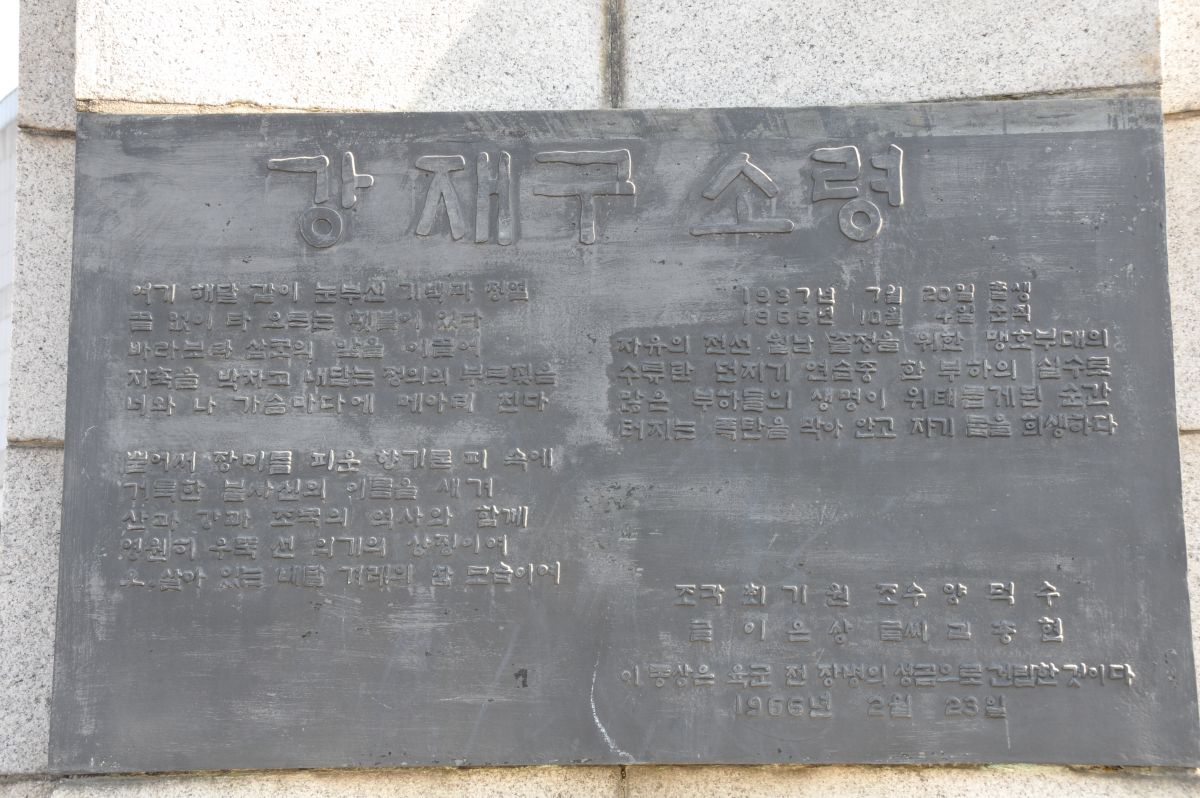 강재구 소령
여기 해달 같이 눈부신 기백과 정열
끝 없이 타 오르는 횃불이 있다
바라보라 삼국의 얼을 이어
지축을 박차고 내닫는 정의의 부르짖은
너와 나 가슴마다에 메아리 친다
뿜어서 장미를 피운 향기로 피 속에
거룩한 불사신의 이름을 새겨
산과 강과 조국의 역사와 함께
영원히 우뚝 선 의기의 상징이여
오. 살아 있는 배달 겨레의 참 모습이여
1937년 7월 20일 출생
1965년 10월 4일 순직
자유의 전선 월남 출정을 위한 맹호부대의
수류탄 던지기 연습중 한 부하의 실수로
많은 부하들의 생명이 위태롭게된 순간
터지는 폭탄을 막아 안고 자기 몸을 희생하다
조각 최 기 원 조수 양 덕 수
글 이 은 상 글씨 김 충 현
이 동상은 육군 전 장병의 성금으로 건립한 것이다
1966년 2월 23일